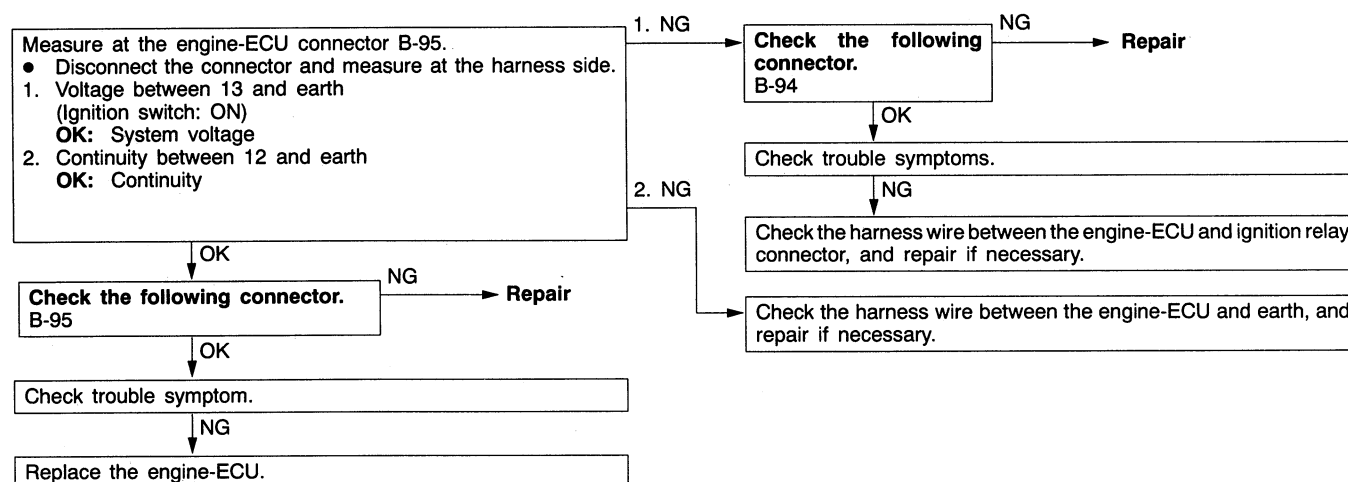 Measure at the engine-ECU connector B-95.
● Disconnect the connector and measure at the harness side.
1. Voltage between 13 and earth
(Ignition switch: ON)
OK: System voltage
2. Continuity between 12 and earth
OK: Continuity
OK
Check the following connector.
B-95
NG
Repair
OK
Check trouble symptom.
NG
Replace the engine-ECU.
1. NG
Check the following
connector.
B-94
NG
Repair
OK
Check trouble symptoms.
NG
Check the harness wire between the engine-ECU and ignition relay
connector, and repair if necessary.
2. NG
Check the harness wire between the engine-ECU and earth, and
repair if necessary.